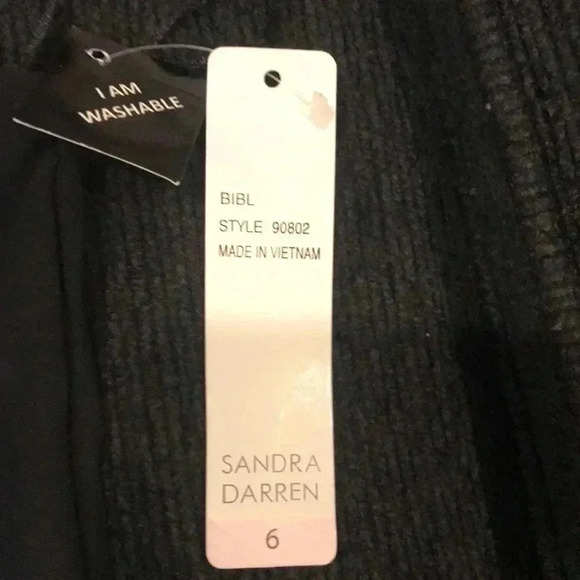 I AM
WASHABLE
BIBL
STYLE 90802
MADE IN VIETNAM
SANDRA
DARREN
6